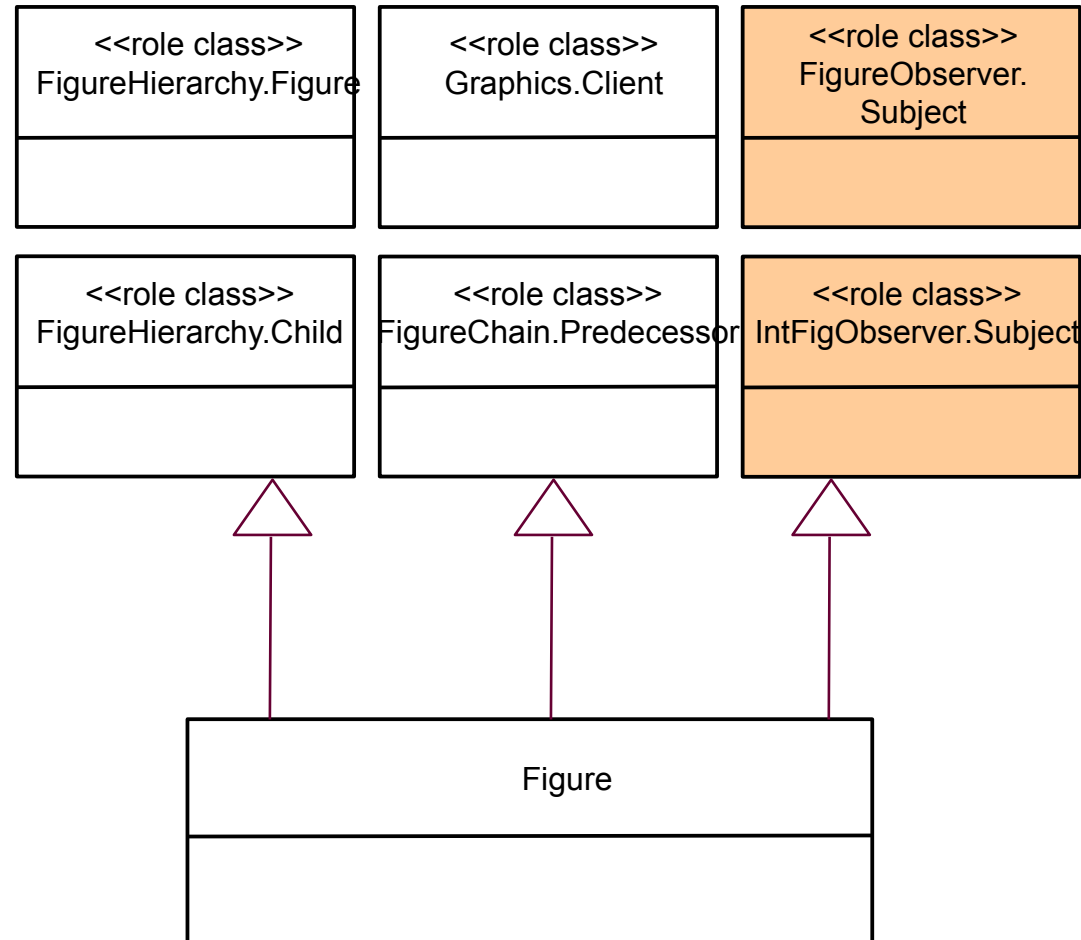 <<role class>>
FigureHierarchy.Figure
<<role class>>
Graphics.Client
<<role class>>
FigureObserver.
Subject
<<role class>>
FigureHierarchy.Child
<<role class>>
FigureChain.Predecessor
<<role class>>
IntFigObserver.Subject
Figure